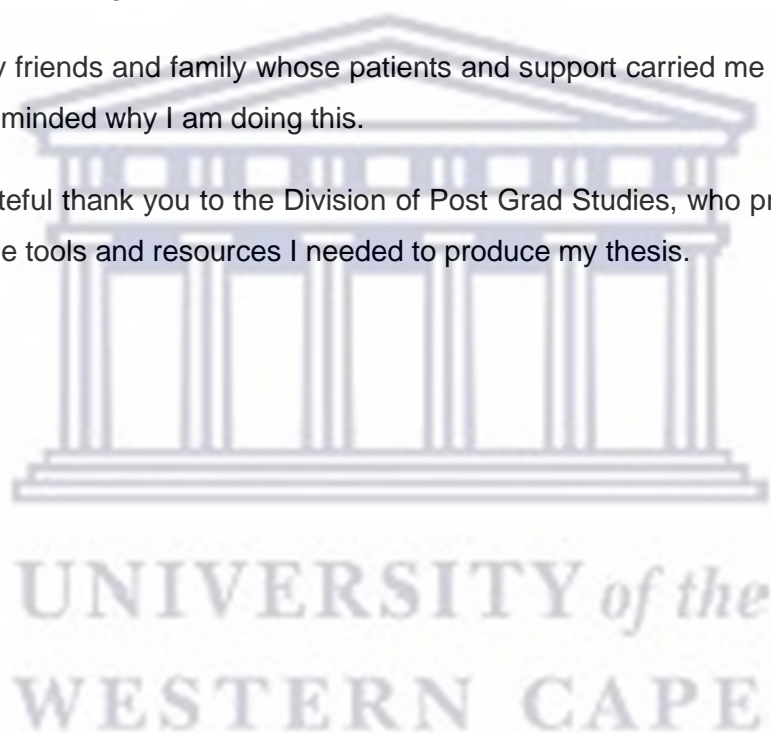 y friends and family whose patients and support carried me
minded why I am doing this.
teful thank you to the Division of Post Grad Studies, who pr
e tools and resources I needed to produce my thesis.
UNIVERSITY of the
WESTERN CAPE